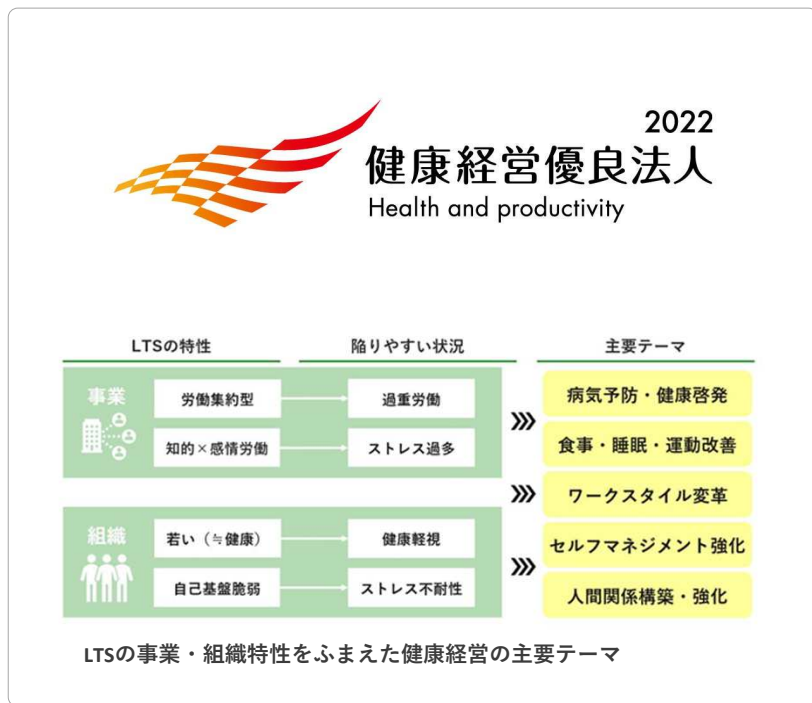 2022
健康経営優良法人
Health and productivity
LTSの特性
陥りやすい状況
主要テーマ
事業
労働集約型
過重労働
知的×感情労働
ストレス過多
組織
若い（≒健康）
健康軽視
自己基盤脆弱
ストレス不耐性
病気予防・健康啓発
食事・睡眠・運動改善
ワークスタイル変革
セルフマネジメント強化
人間関係構築・強化
LTSの事業・組織特性をふまえた健康経営の主要テーマ